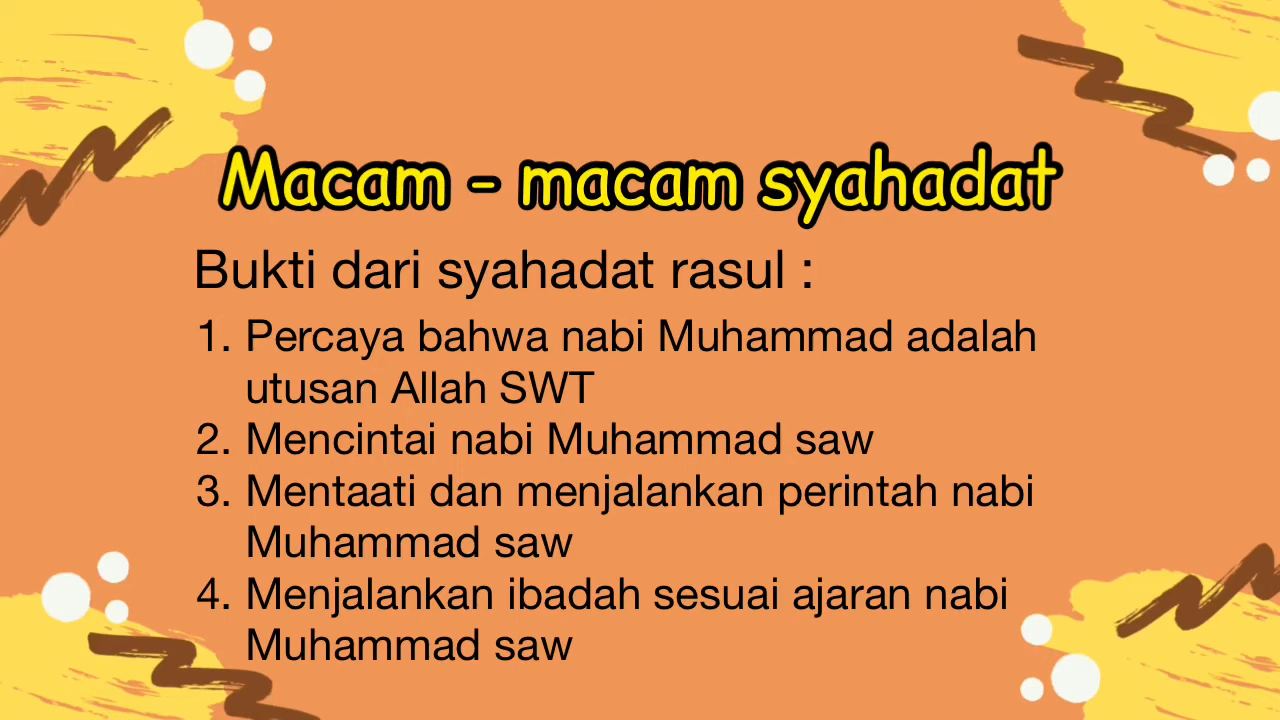 Macam - macam syahadat
Bukti dari syahadat rasul :
1. Percaya bahwa nabi Muhammad adalah
utusan Allah SWT
2. Mencintai nabi Muhammad saw
3. Mentaati dan menjalankan perintah nabi
Muhammad saw
4. Menjalankan ibadah sesuai ajaran nabi
Muhammad saw